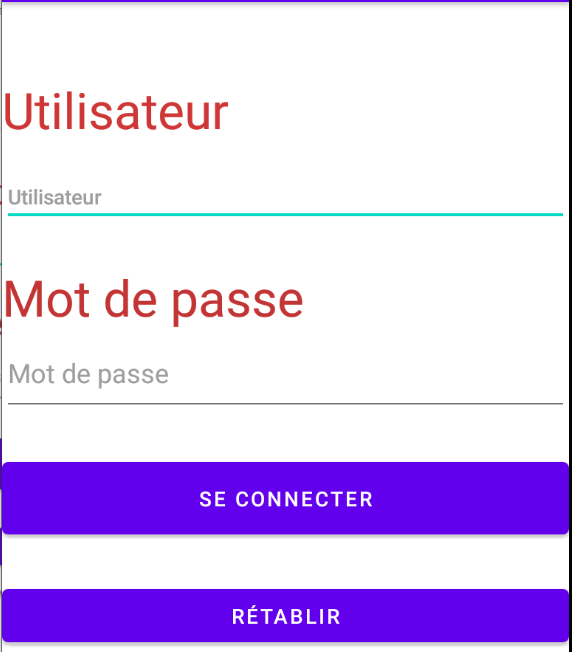 Utilisateur
Utilisateur
Mot de passe
Mot de passe
SE CONNECTER
RÉTABLIR